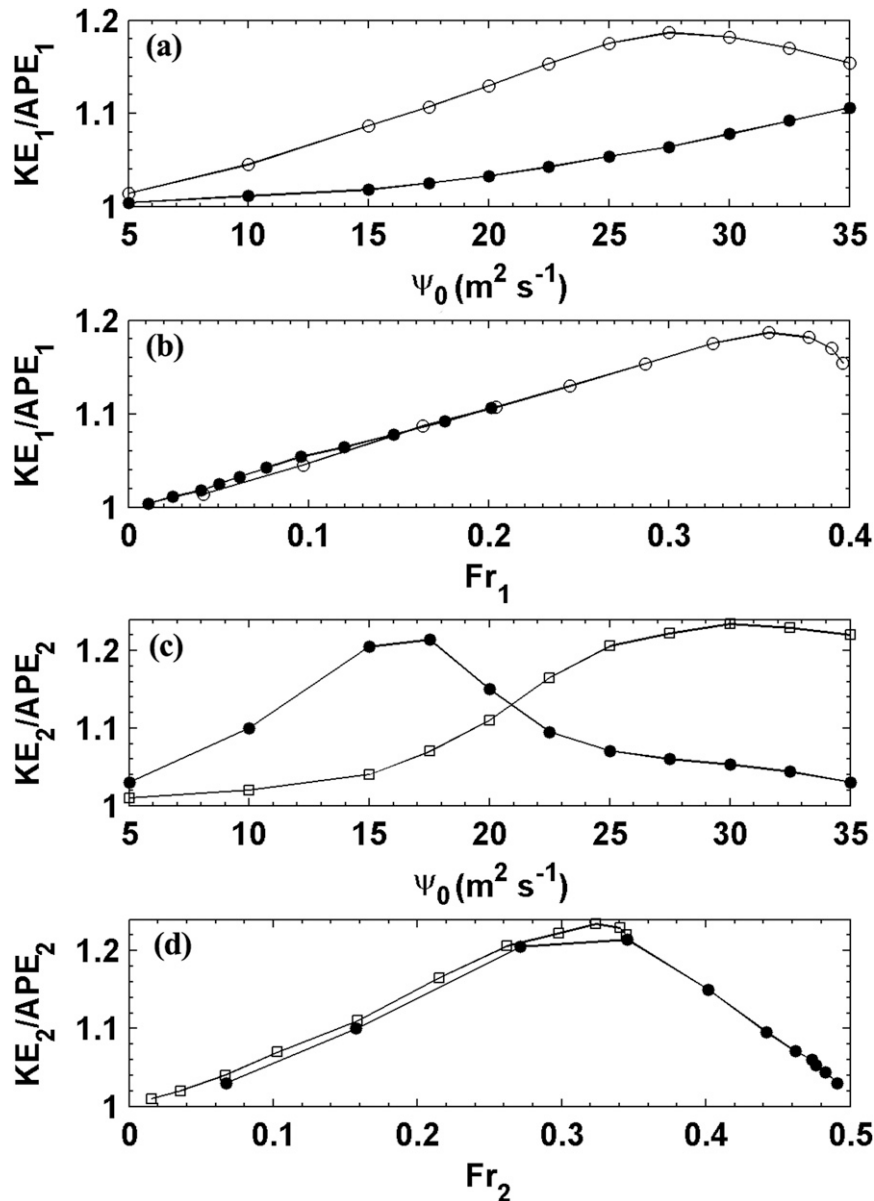 (a)
KE₁/APE₁
1.2
1.1
1
5 10 15 20 25 30 35
Ψ₀ (m² s⁻¹)
(b)
KE₁/APE₁
1.2
1.1
1
0 0.1 0.2 0.3 0.4
Fr₁
(c)
KE₂/APE₂
1.2
1.1
1
5 10 15 20 25 30 35
Ψ₀ (m² s⁻¹)
(d)
KE₂/APE₂
1.2
1.1
1
0 0.1 0.2 0.3 0.4 0.5
Fr₂